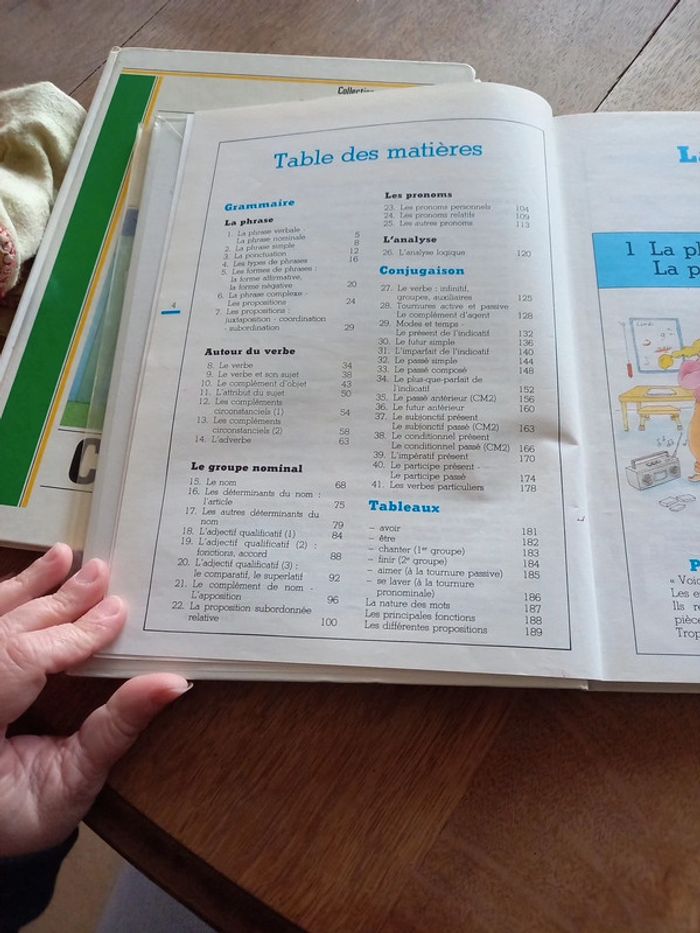 Collection
Table des matières
Grammaire
La phrase
1. La phrase verbale -
La phrase nominale 5
2. La phrase simple 8
3. La ponctuation 12
4. Les types de phrases 16
5. Les formes de phrases :
la forme affirmative,
la forme négative 20
6. La phrase complexe -
Les propositions 24
7. Les propositions :
juxtaposition - coordination
- subordination 29
Autour du verbe
8. Le verbe 34
9. Le verbe et son sujet 38
10. Le complément d'objet 43
11. L'attribut du sujet 50
12. Les compléments
circonstanciels (1) 54
13. Les compléments
circonstanciels (2) 58
14. L'adverbe 63
Le groupe nominal
15. Le nom 68
16. Les déterminants du nom :
l'article 75
17. Les autres déterminants du
nom 79
18. L'adjectif qualificatif (1) 84
19. L'adjectif qualificatif (2) :
fonctions, accord 88
20. L'adjectif qualificatif (3) :
le comparatif, le superlatif 92
21. Le complément de nom -
L'apposition 96
22. La proposition subordonnée
relative 100
Les pronoms
23. Les pronoms personnels 104
24. Les pronoms relatifs 109
25. Les autres pronoms 113
L'analyse
26. L'analyse logique 120
Conjugaison
27. Le verbe : infinitif,
groupes, auxiliaires 125
28. Tournures active et passive
Le complément d'agent 128
29. Modes et temps -
Le présent de l'indicatif 132
30. Le futur simple 136
31. L'imparfait de l'indicatif 140
32. Le passé simple 144
33. Le passé composé 148
34. Le plus-que-parfait de
l'indicatif 152
35. Le passé antérieur (CM2) 156
36. Le futur antérieur 160
37. Le subjonctif présent
Le subjonctif passé (CM2) 163
38. Le conditionnel présent
Le conditionnel passé (CM2) 166
39. L'impératif présent 170
40. Le participe présent -
Le participe passé 174
41. Les verbes particuliers 178
Tableaux
– avoir 181
– être 182
– chanter (1er groupe) 183
– finir (2e groupe) 184
– aimer (à la tournure passive) 185
– se laver (à la tournure
pronominale) 186
La nature des mots 187
Les principales fonctions 188
Les différentes propositions 189
4
1 La ph
La p
« Voic
Les e
Ils r
pièc
Trop